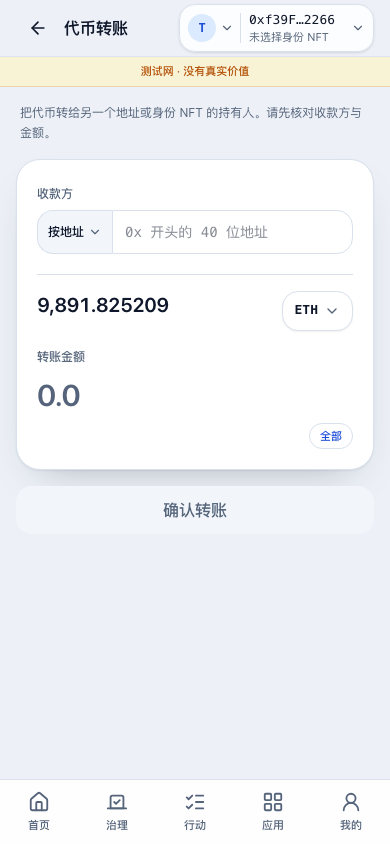 代币转账
T
0xf39F…2266
未选择身份 NFT
测试网 · 没有真实价值
把代币转给另一个地址或身份 NFT 的持有人。请先核对收款方与
金额。
收款方
按地址
0x 开头的 40 位地址
9,891.825209
ETH
转账金额
0.0
全部
确认转账
首页
治理
行动
应用
我的